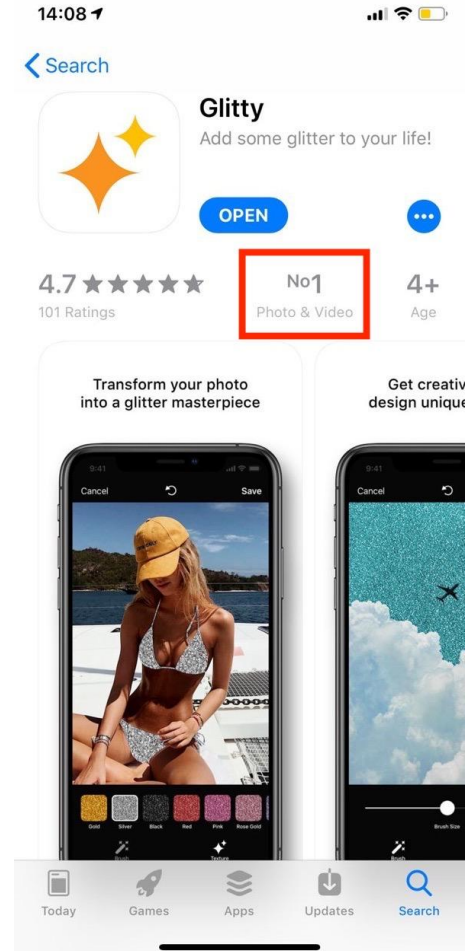 14:08
Search
Glitty
Add some glitter to your life!
OPEN
4.7
No1
4+
101 Ratings
Photo & Video
Age
Transform your photo
into a glitter masterpiece
Get creativ
design unique
9:41
Cancel
Save
Gold
Silver
Black
Red
Pink
Rose Gold
Brush
Texture
9:41
Cancel
Brush Size
Brush
Today
Games
Apps
Updates
Search